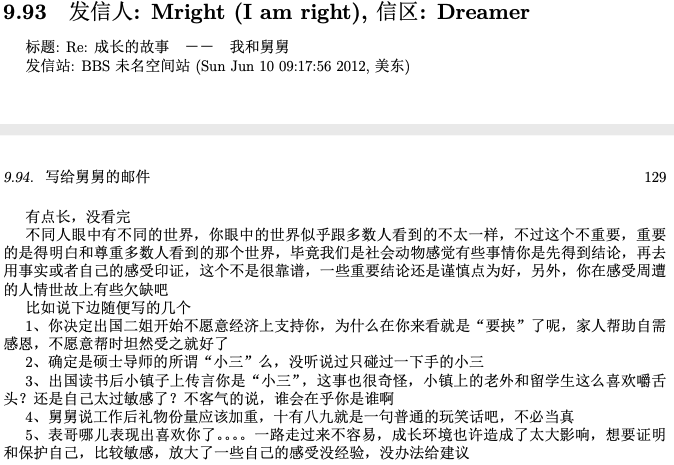 9.93 发信人: Mright (I am right), 信区: Dreamer
标题: Re: 成长的故事 —— 我和舅舅
发信站: BBS 未名空间站 (Sun Jun 10 09:17:56 2012, 美东)
9.94. 写给舅舅的邮件 129
有点长，没看完
不同人眼中有不同的世界，你眼中的世界似乎跟多数人看到的不太一样，不过这个不重要，重要
的是得明白和尊重多数人看到的那个世界，毕竟我们是社会动物感觉有些事情你是先得到结论，再去
用事实或者自己的感受印证，这个不是很靠谱，一些重要结论还是谨慎点为好，另外，你在感受周遭
的人情世故上有些欠缺吧
比如说下边随便写的几个
1、你决定出国二姐开始不愿意经济上支持你，为什么在你来看就是“要挟”了呢，家人帮助自需
感恩，不愿意帮时坦然受之就好了
2、确定是硕士导师的所谓“小三”么，没听说过只碰过一下手的小三
3、出国读书后小镇子上传言你是“小三”，这事也很奇怪，小镇上的老外和留学生这么喜欢嚼舌
头？还是自己太过敏感了？不客气的说，谁会在乎你是谁啊
4、舅舅说工作后礼物份量应该加重，十有八九就是一句普通的玩笑话吧，不必当真
5、表哥哪儿表现出喜欢你了。。。。一路走过来不容易，成长环境也许造成了太大影响，想要证明
和保护自己，比较敏感，放大了一些自己的感受没经验，没办法给建议